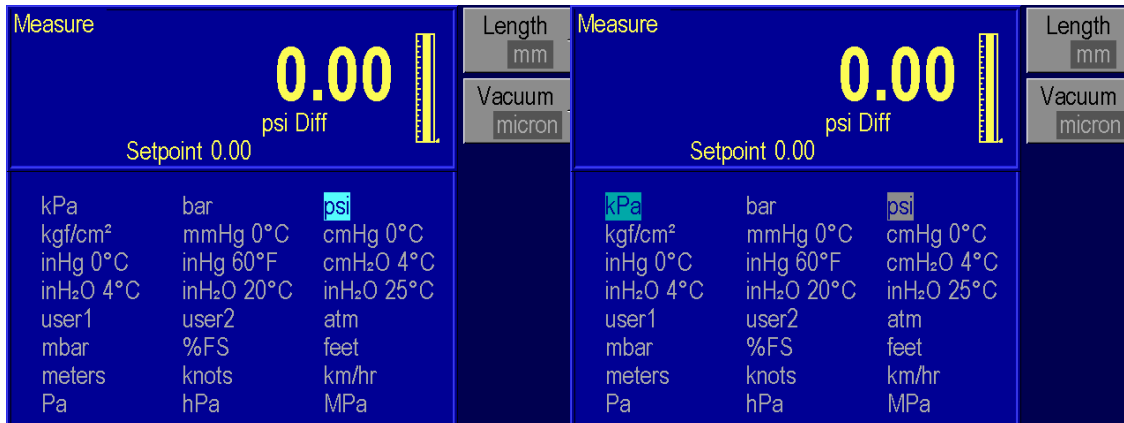 Measure
0.00
psi Diff
Setpoint 0.00
Length
mm
Vacuum
micron
kPa bar psi
kgf/cm² mmHg 0°C cmHg 0°C
inHg 0°C inHg 60°F cmH₂O 4°C
inH₂O 4°C inH₂O 20°C inH₂O 25°C
user1 user2 atm
mbar %FS feet
meters knots km/hr
Pa hPa MPa
Measure
0.00
psi Diff
Setpoint 0.00
Length
mm
Vacuum
micron
kPa bar psi
kgf/cm² mmHg 0°C cmHg 0°C
inHg 0°C inHg 60°F cmH₂O 4°C
inH₂O 4°C inH₂O 20°C inH₂O 25°C
user1 user2 atm
mbar %FS feet
meters knots km/hr
Pa hPa MPa